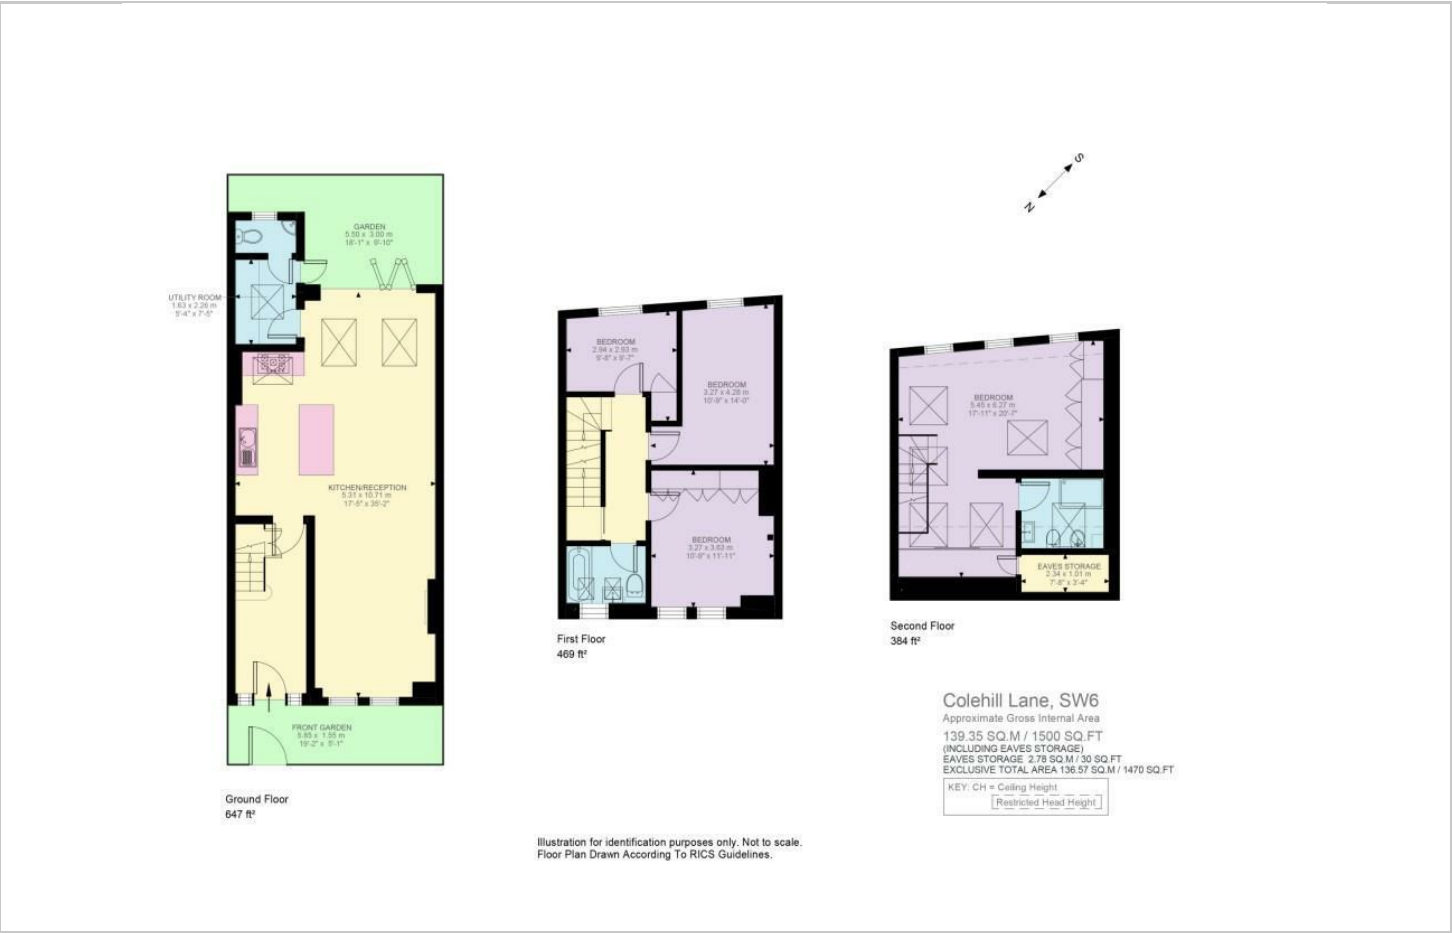 S
N
GARDEN
5.50 x 3.00 m
18'-1" x 9'-10"
UTILITY ROOM
1.63 x 2.26 m
5'-4" x 7'-5"
KITCHEN/RECEPTION
5.31 x 10.71 m
17'-5" x 35'-2"
FRONT GARDEN
5.85 x 1.55 m
19'-2" x 5'-1"
Ground Floor
647 ft²
BEDROOM
2.94 x 2.93 m
9'-8" x 9'-7"
BEDROOM
3.27 x 4.28 m
10'-9" x 14'-0"
BEDROOM
3.27 x 3.63 m
10'-9" x 11'-11"
First Floor
469 ft²
BEDROOM
5.45 x 6.27 m
17'-11" x 20'-7"
EAVES STORAGE
2.34 x 1.01 m
7'-8" x 3'-4"
Second Floor
384 ft²
Colehill Lane, SW6
Approximate Gross Internal Area
139.35 SQ.M / 1500 SQ.FT
(INCLUDING EAVES STORAGE)
EAVES STORAGE 2.78 SQ.M / 30 SQ.FT
EXCLUSIVE TOTAL AREA 136.57 SQ.M / 1470 SQ.FT
KEY: CH = Ceiling Height
Restricted Head Height
Illustration for identification purposes only. Not to scale.
Floor Plan Drawn According To RICS Guidelines.